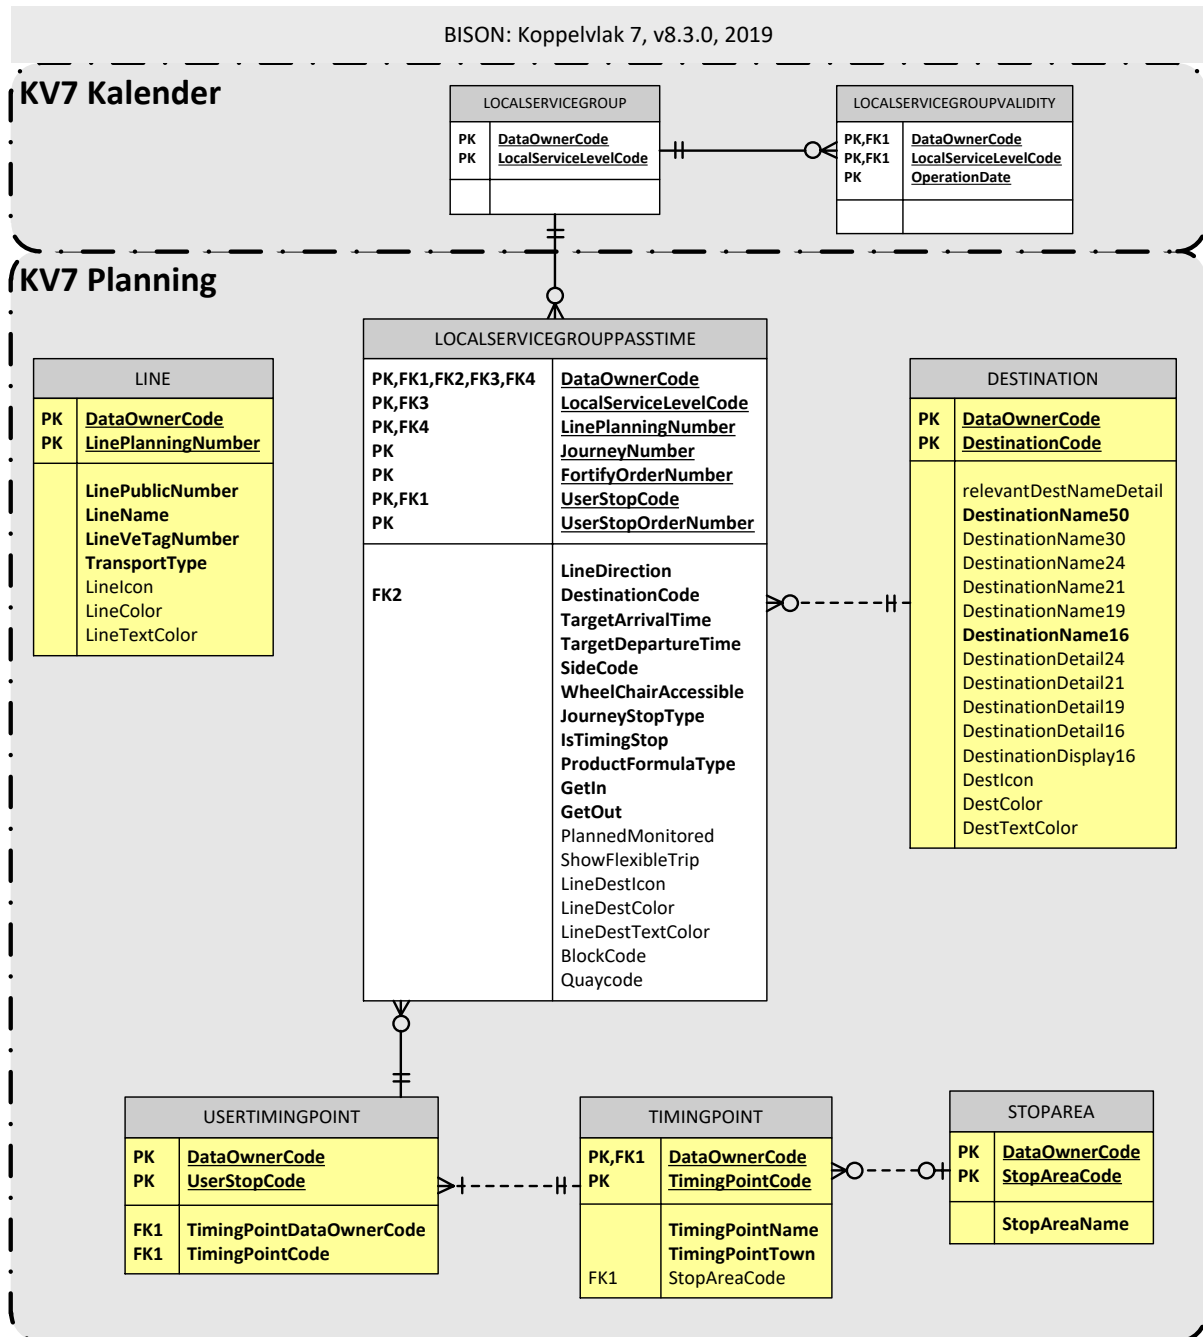 BISON: Koppelvlak 7, v8.3.0, 2019
KV7 Kalender
LOCALSERVICEGROUP
PK DataOwnerCode
PK LocalServiceLevelCode
LOCALSERVICEGROUPVALIDITY
PK,FK1 DataOwnerCode
PK,FK1 LocalServiceLevelCode
PK OperationDate
KV7 Planning
LINE
PK DataOwnerCode
PK LinePlanningNumber
LinePublicNumber
LineName
LineVeTagNumber
TransportType
LineIcon
LineColor
LineTextColor
LOCALSERVICEGROUPPASSTIME
PK,FK1,FK2,FK3,FK4 DataOwnerCode
PK,FK3 LocalServiceLevelCode
PK,FK4 LinePlanningNumber
PK JourneyNumber
PK FortifyOrderNumber
PK,FK1 UserStopCode
PK UserStopOrderNumber
LineDirection
FK2 DestinationCode
TargetArrivalTime
TargetDepartureTime
SideCode
WheelChairAccessible
JourneyStopType
IsTimingStop
ProductFormulaType
GetIn
GetOut
PlannedMonitored
ShowFlexibleTrip
LineDestIcon
LineDestColor
LineDestTextColor
BlockCode
Quaycode
DESTINATION
PK DataOwnerCode
PK DestinationCode
relevantDestNameDetail
DestinationName50
DestinationName30
DestinationName24
DestinationName21
DestinationName19
DestinationName16
DestinationDetail24
DestinationDetail21
DestinationDetail19
DestinationDetail16
DestinationDisplay16
DestIcon
DestColor
DestTextColor
USERTIMINGPOINT
PK DataOwnerCode
PK UserStopCode
FK1 TimingPointDataOwnerCode
FK1 TimingPointCode
TIMINGPOINT
PK,FK1 DataOwnerCode
PK TimingPointCode
TimingPointName
TimingPointTown
FK1 StopAreaCode
STOPAREA
PK DataOwnerCode
PK StopAreaCode
StopAreaName